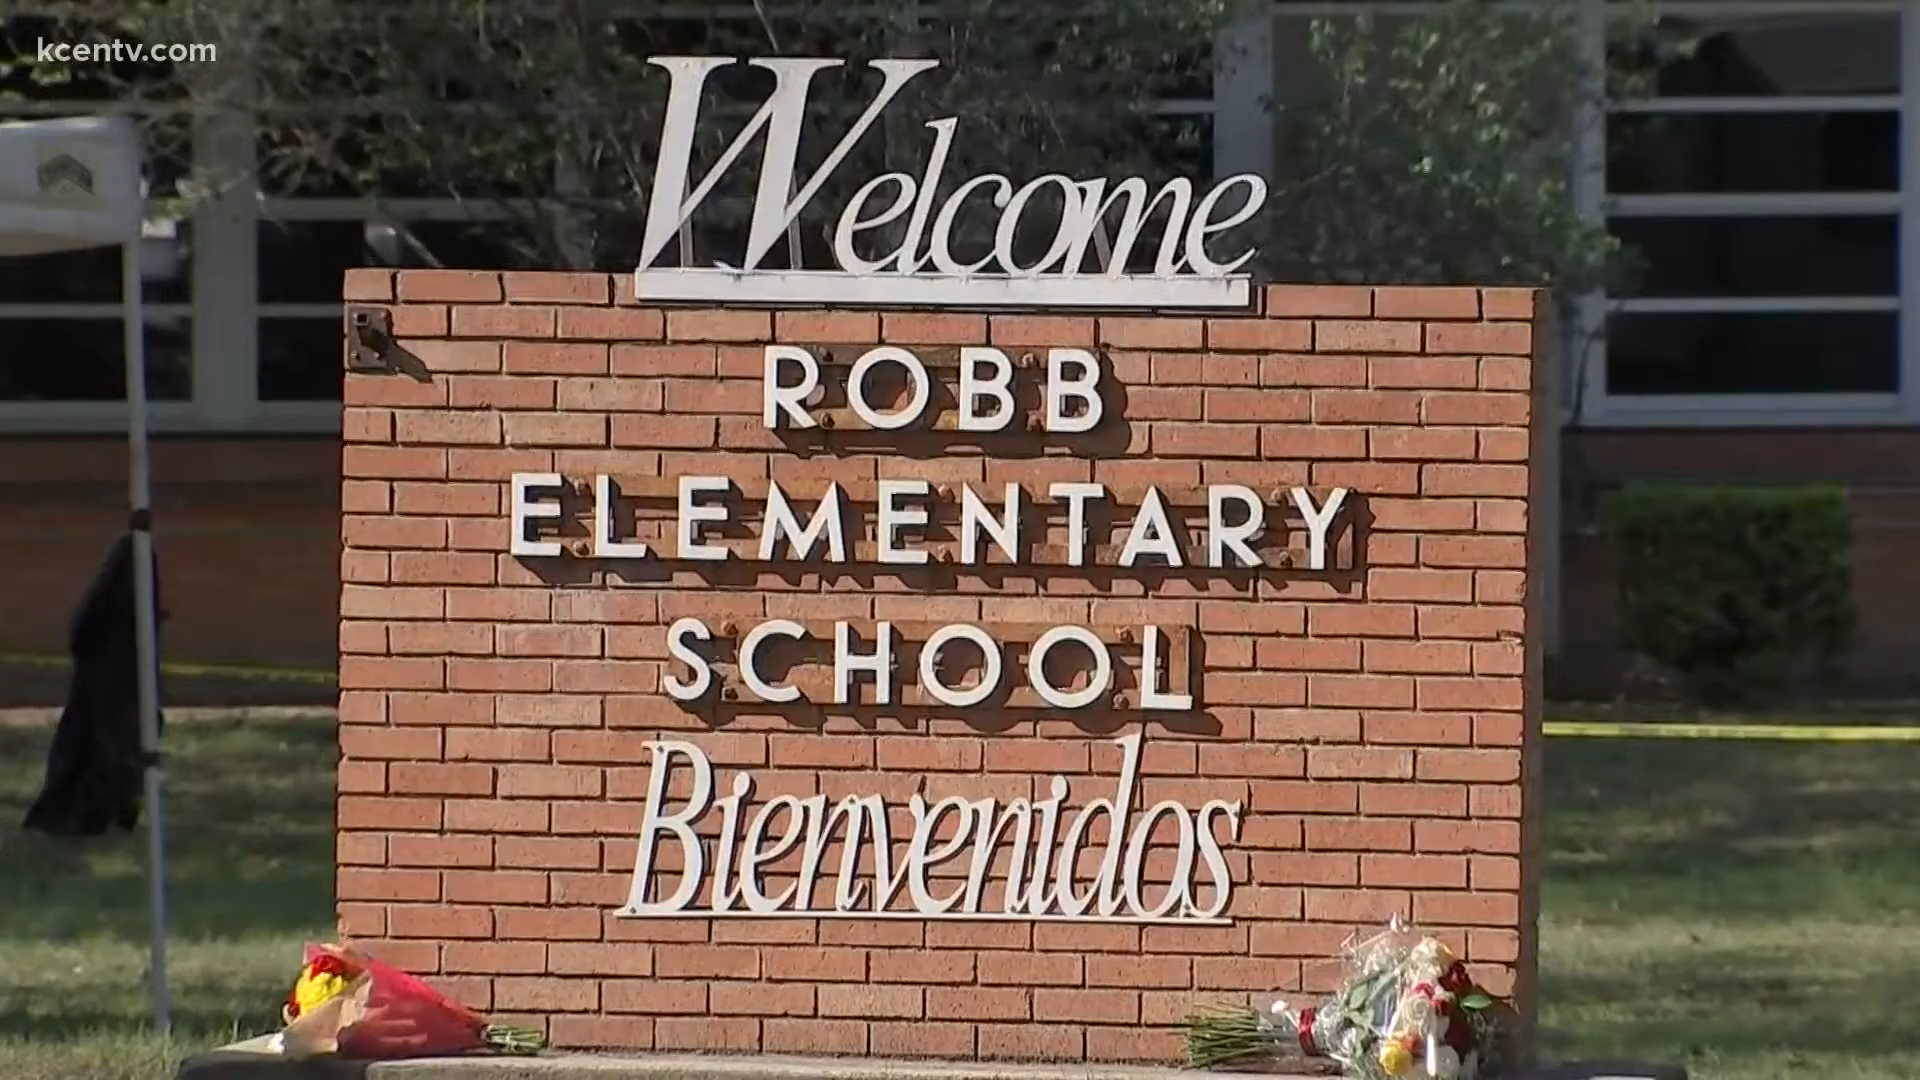 kcentv.com
Welcome
ROBB
ELEMENTARY
SCHOOL
Bienvenidos